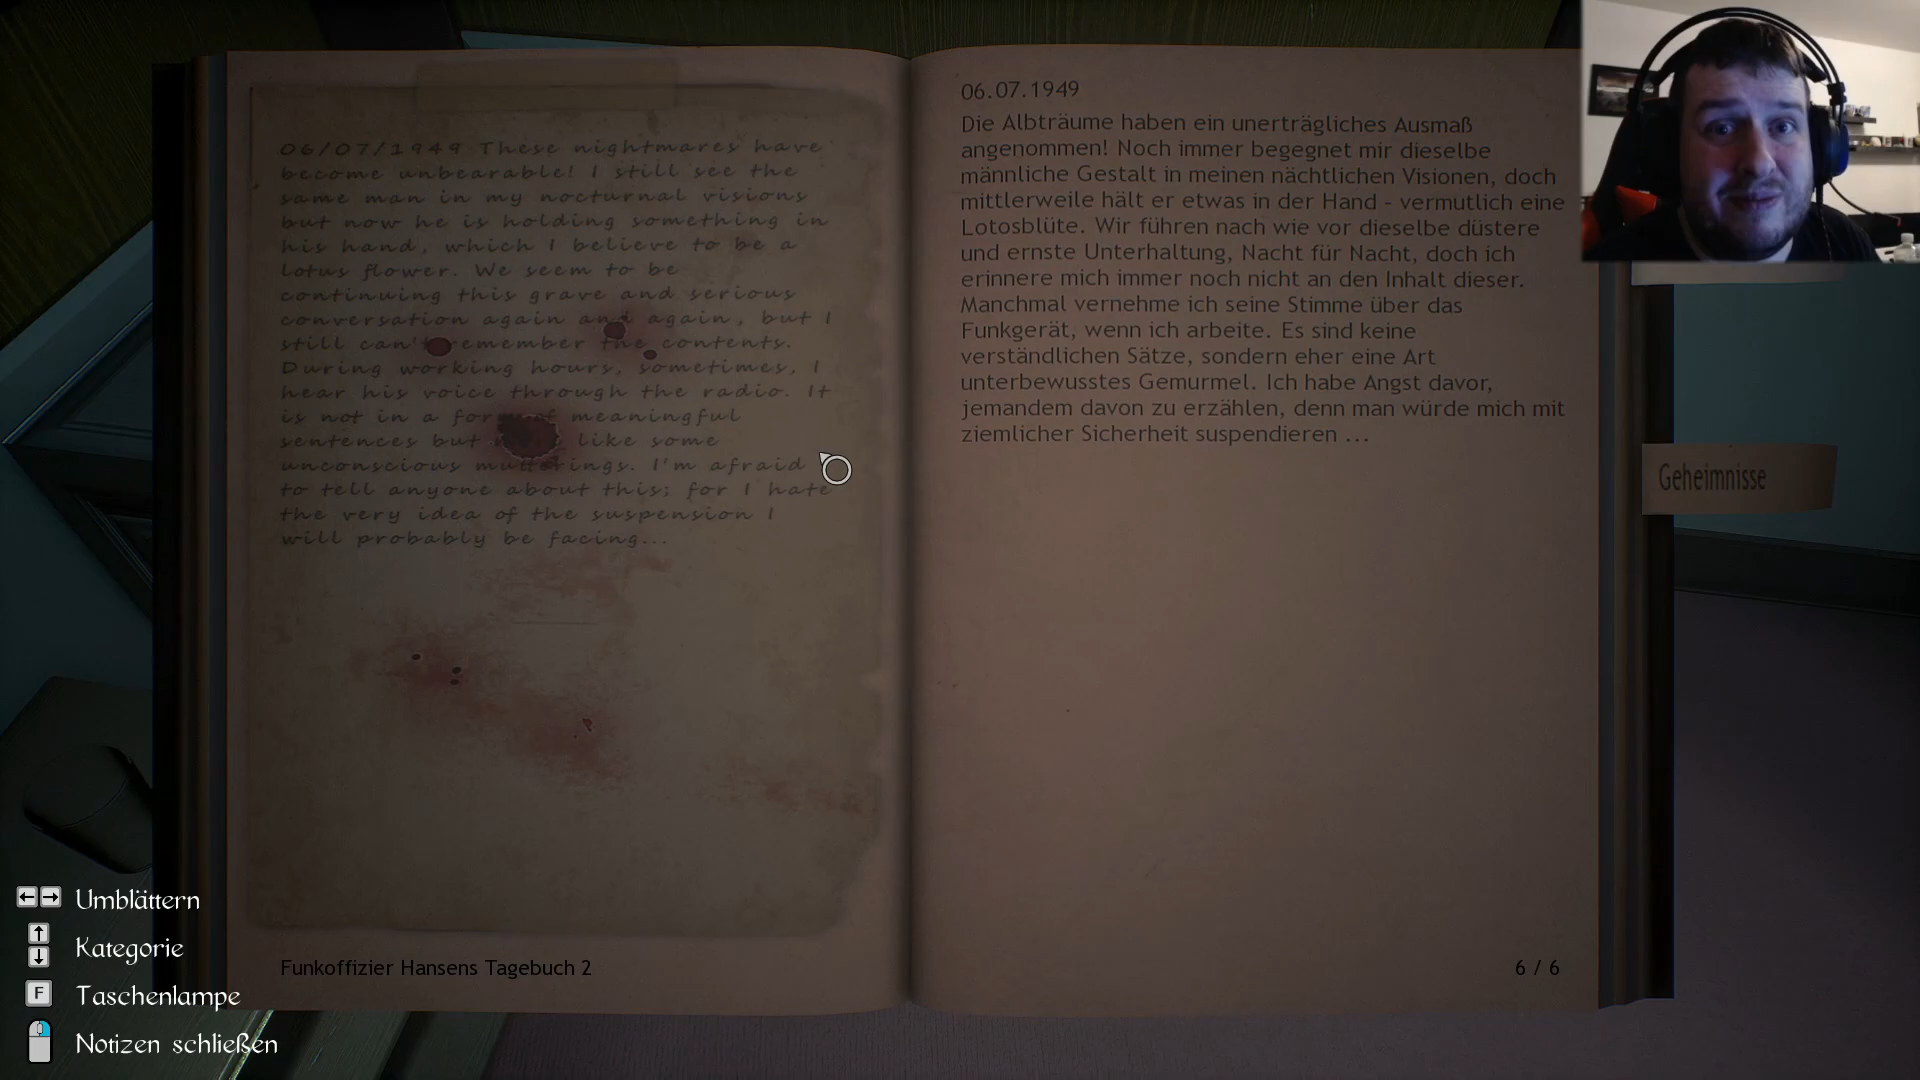 06/07/1949 These nightmares have
become unbearable! I still see the
same man in my nocturnal visions
but now he is holding something in
his hand, which I believe to be a
lotus flower. We seem to be
continuing this grave and serious
conversation again and again, but I
still can't remember the contents.
During working hours, sometimes, I
hear his voice through the radio. It
is not in a form of meaningful
sentences but like some
unconscious mutterings. I'm afraid
to tell anyone about this; for I hate
the very idea of the suspension I
will probably be facing...
Funkoffizier Hansens Tagebuch 2
06.07.1949
Die Albträume haben ein unerträgliches Ausmaß
angenommen! Noch immer begegnet mir dieselbe
männliche Gestalt in meinen nächtlichen Visionen, doch
mittlerweile hält er etwas in der Hand - vermutlich eine
Lotosblüte. Wir führen nach wie vor dieselbe düstere
und ernste Unterhaltung, Nacht für Nacht, doch ich
erinnere mich immer noch nicht an den Inhalt dieser.
Manchmal vernehme ich seine Stimme über das
Funkgerät, wenn ich arbeite. Es sind keine
verständlichen Sätze, sondern eher eine Art
unterbewusstes Gemurmel. Ich habe Angst davor,
jemandem davon zu erzählen, denn man würde mich mit
ziemlicher Sicherheit suspendieren ...
6 / 6
Geheimnisse
Umblättern
Kategorie
F Taschenlampe
Notizen schließen